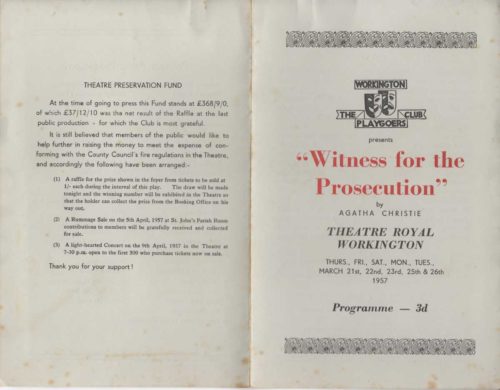 THEATRE PRESERVATION FUND
At the time of going to press this Fund stands at £368/9/0,
of which £37/12/10 was the net result of the Raffle at the last
public production - for which the Club is most grateful.
It is still believed that members of the public would like to
help further in raising the money to meet the expense of con-
forming with the County Council's fire regulations in the Theatre,
and accordingly the following have been arranged:-
(1) A raffle for the prize shown in the foyer from tickets to be sold at
1/- each during the interval of this play. The draw will be made
tonight and the winning number will be exhibited in the Theatre so
that the holder can collect the prize from the Booking Office on his
way out.
(2) A Rummage Sale on the 5th April, 1957 at St. John's Parish Room
contributions to members will be gratefully received and collected
for sale.
(3) A light-hearted Concert on the 9th April, 1957 in the Theatre at
7-30 p.m. open to the first 300 who purchase tickets now on sale.
Thank you for your support!
WORKINGTON
THE CLUB
PLAYGOERS
presents
"Witness for the
Prosecution"
by
AGATHA CHRISTIE
THEATRE ROYAL
WORKINGTON
THURS., FRI., SAT., MON., TUES.,
MARCH 21st, 22nd, 23rd, 25th & 26th
1957
Programme — 3d